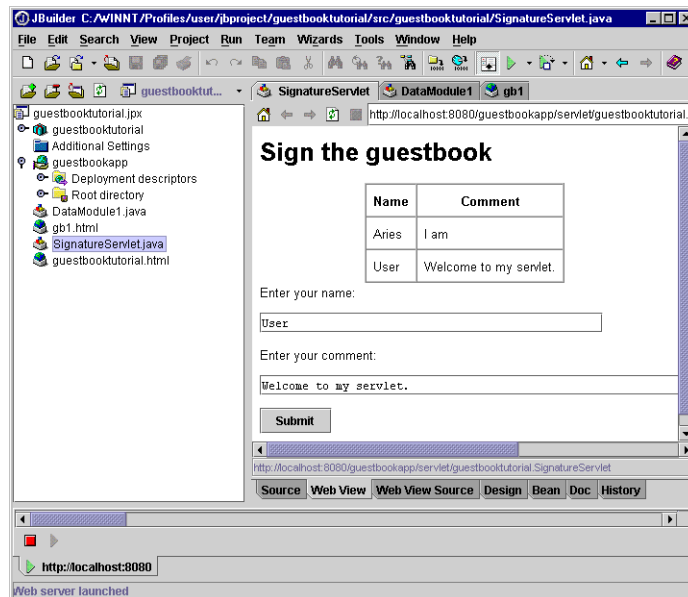 JBuilder C:/WINNT/Profiles/user/jbproject/guestbooktutorial/src/guestbooktutorial/SignatureServlet.java
File Edit Search View Project Run Team Wizards Tools Window Help
guestbooktut...
SignatureServlet DataModule1 gb1
guestbooktutorial.jpx
guestbooktutorial
Additional Settings
guestbookapp
Deployment descriptors
Root directory
DataModule1.java
gb1.html
SignatureServlet.java
guestbooktutorial.html
http://localhost:8080/guestbookapp/servlet/guestbooktutorial.
Sign the guestbook
Name Comment
Aries I am
User Welcome to my servlet.
Enter your name:
User
Enter your comment:
Welcome to my servlet.
Submit
http://localhost:8080/guestbookapp/servlet/guestbooktutorial.SignatureServlet
Source Web View Web View Source Design Bean Doc History
http://localhost:8080
Web server launched